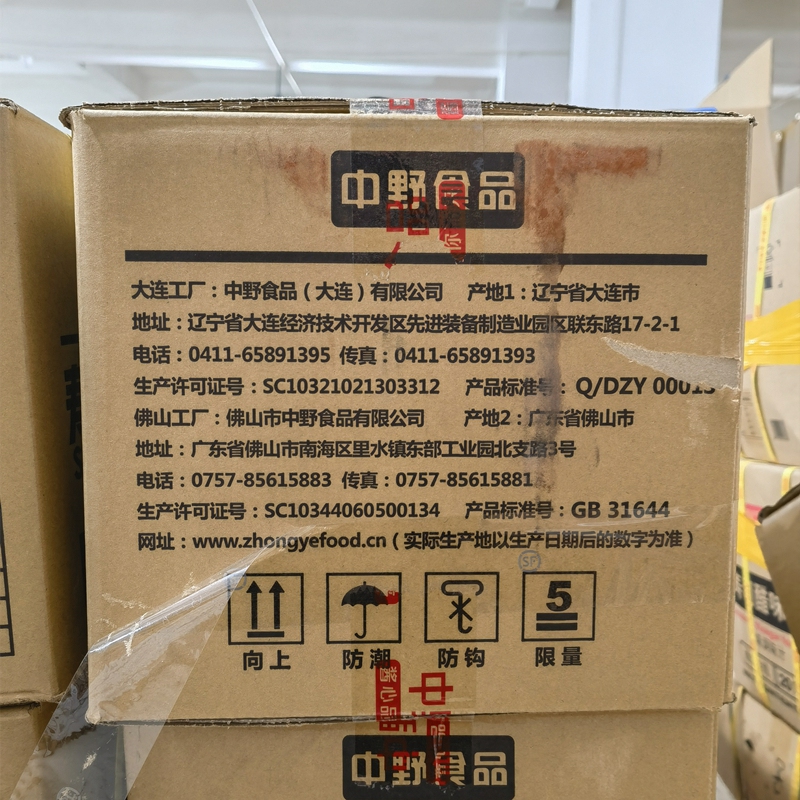 中野食品
大连工厂：中野食品（大连）有限公司 产地1：辽宁省大连市
地址：辽宁省大连经济技术开发区先进装备制造业园区联东路17-2-1
电话：0411-65891395 传真：0411-65891393
生产许可证号：SC10321021303312 产品标准号：Q/DZY 0001S
佛山工厂：佛山市中野食品有限公司 产地2：广东省佛山市
地址：广东省佛山市南海区里水镇东部工业园北支路3号
电话：0757-85615883 传真：0757-85615881
生产许可证号：SC10344060500134 产品标准号：GB 31644
网址：www.zhongyefood.cn（实际生产地以生产日期后的数字为准）
SF
5
向上 防潮 防钩 限量
中
酱心品
中野食品